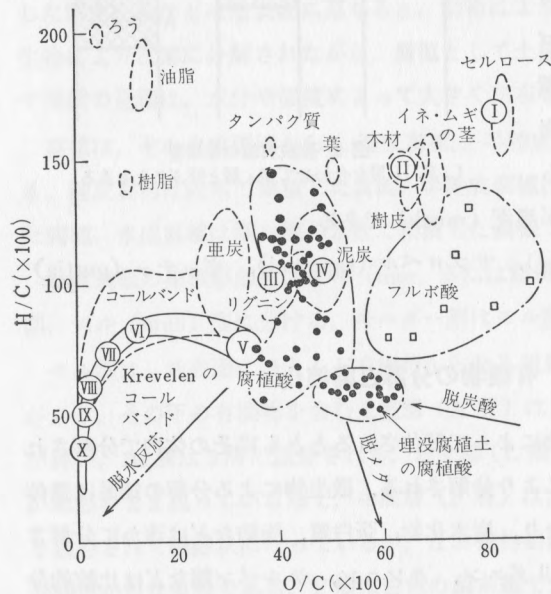 200
ろう
油脂
セルロース
Ⅰ
タンパク質
葉
木材
イネ・ムギ
の茎
Ⅱ
150
樹脂
樹皮
亜炭
泥炭
コールバンド
Ⅲ
Ⅳ
リグニン
フルボ酸
100
H/C(×100)
Ⅵ
Ⅶ
Ⅴ
Ⅷ
Krevelen の
コール
バンド
腐植酸
脱炭酸
50
Ⅸ
Ⅹ
脱水反応
脱メタン
埋没腐植土
の腐植酸
0
20
40
60
80
O/C(×100)